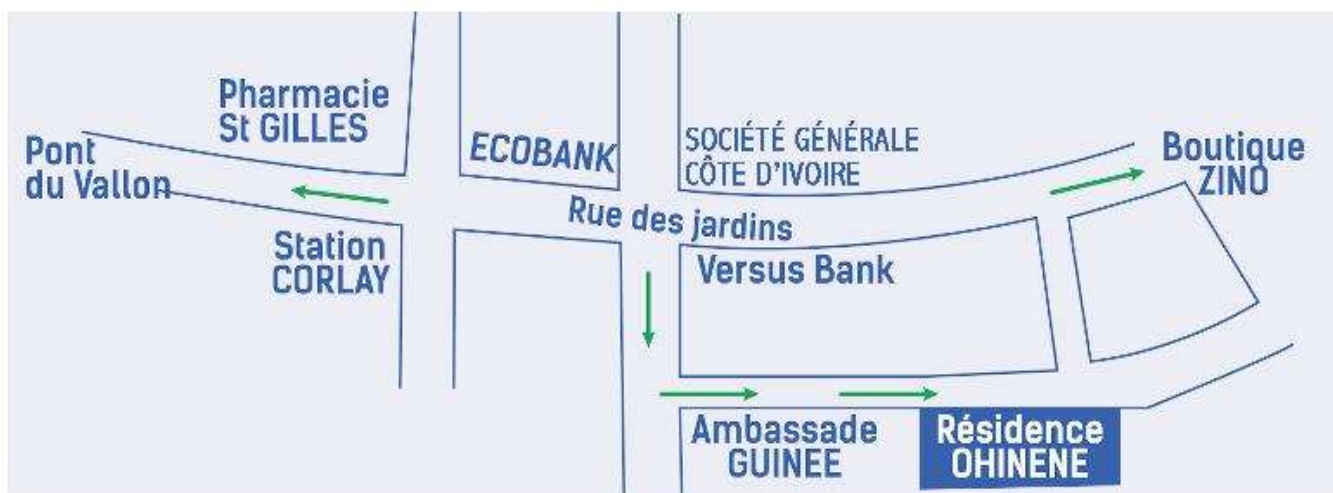 Pharmacie
St GILLES
Pont
du Vallon
ECOBANK
SOCIÉTÉ GÉNÉRALE
CÔTE D'IVOIRE
Boutique
ZINO
Rue des jardins
Station
CORLAY
Versus Bank
Ambassade
GUINEE
Résidence
OHINENE